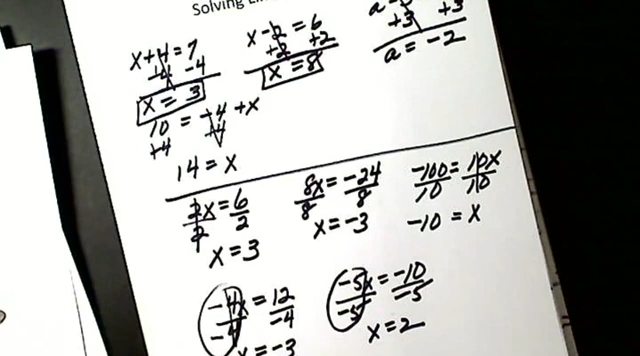 Solving
x + 4 = 7
-4 -4
x = 3
x - 2 = 6
+2 +2
x = 8
a -
+3 +3
a = -2
10 = -4 + x
+4 +4
14 = x
2x = 6
2 2
x = 3
8x = -24
8 8
x = -3
-100 = 10x
10 10
-10 = x
-4x = 12
-4 -4
x = -3
-5x = -10
-5 -5
x = 2